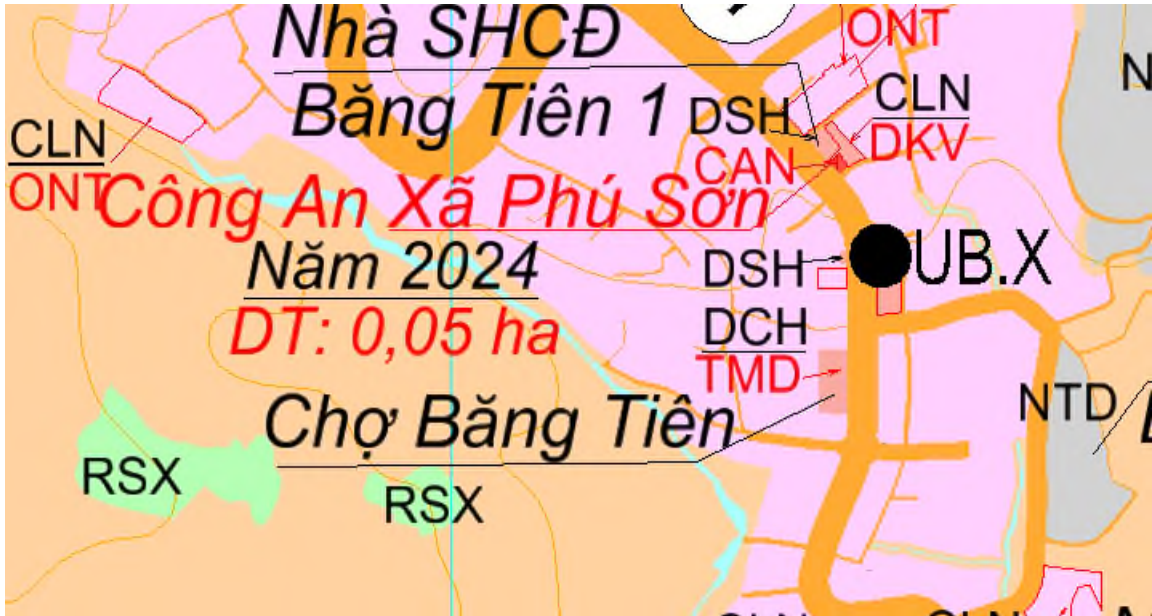 Nhà SHCĐ
ONT
Băng Tiên 1
DSH
CLN
DKV
CAN
CLN
ONT
Công An Xã Phú Sơn
Năm 2024
DSH
UB.X
DT: 0,05 ha
DCH
TMD
Chợ Băng Tiên
NTD
RSX
RSX